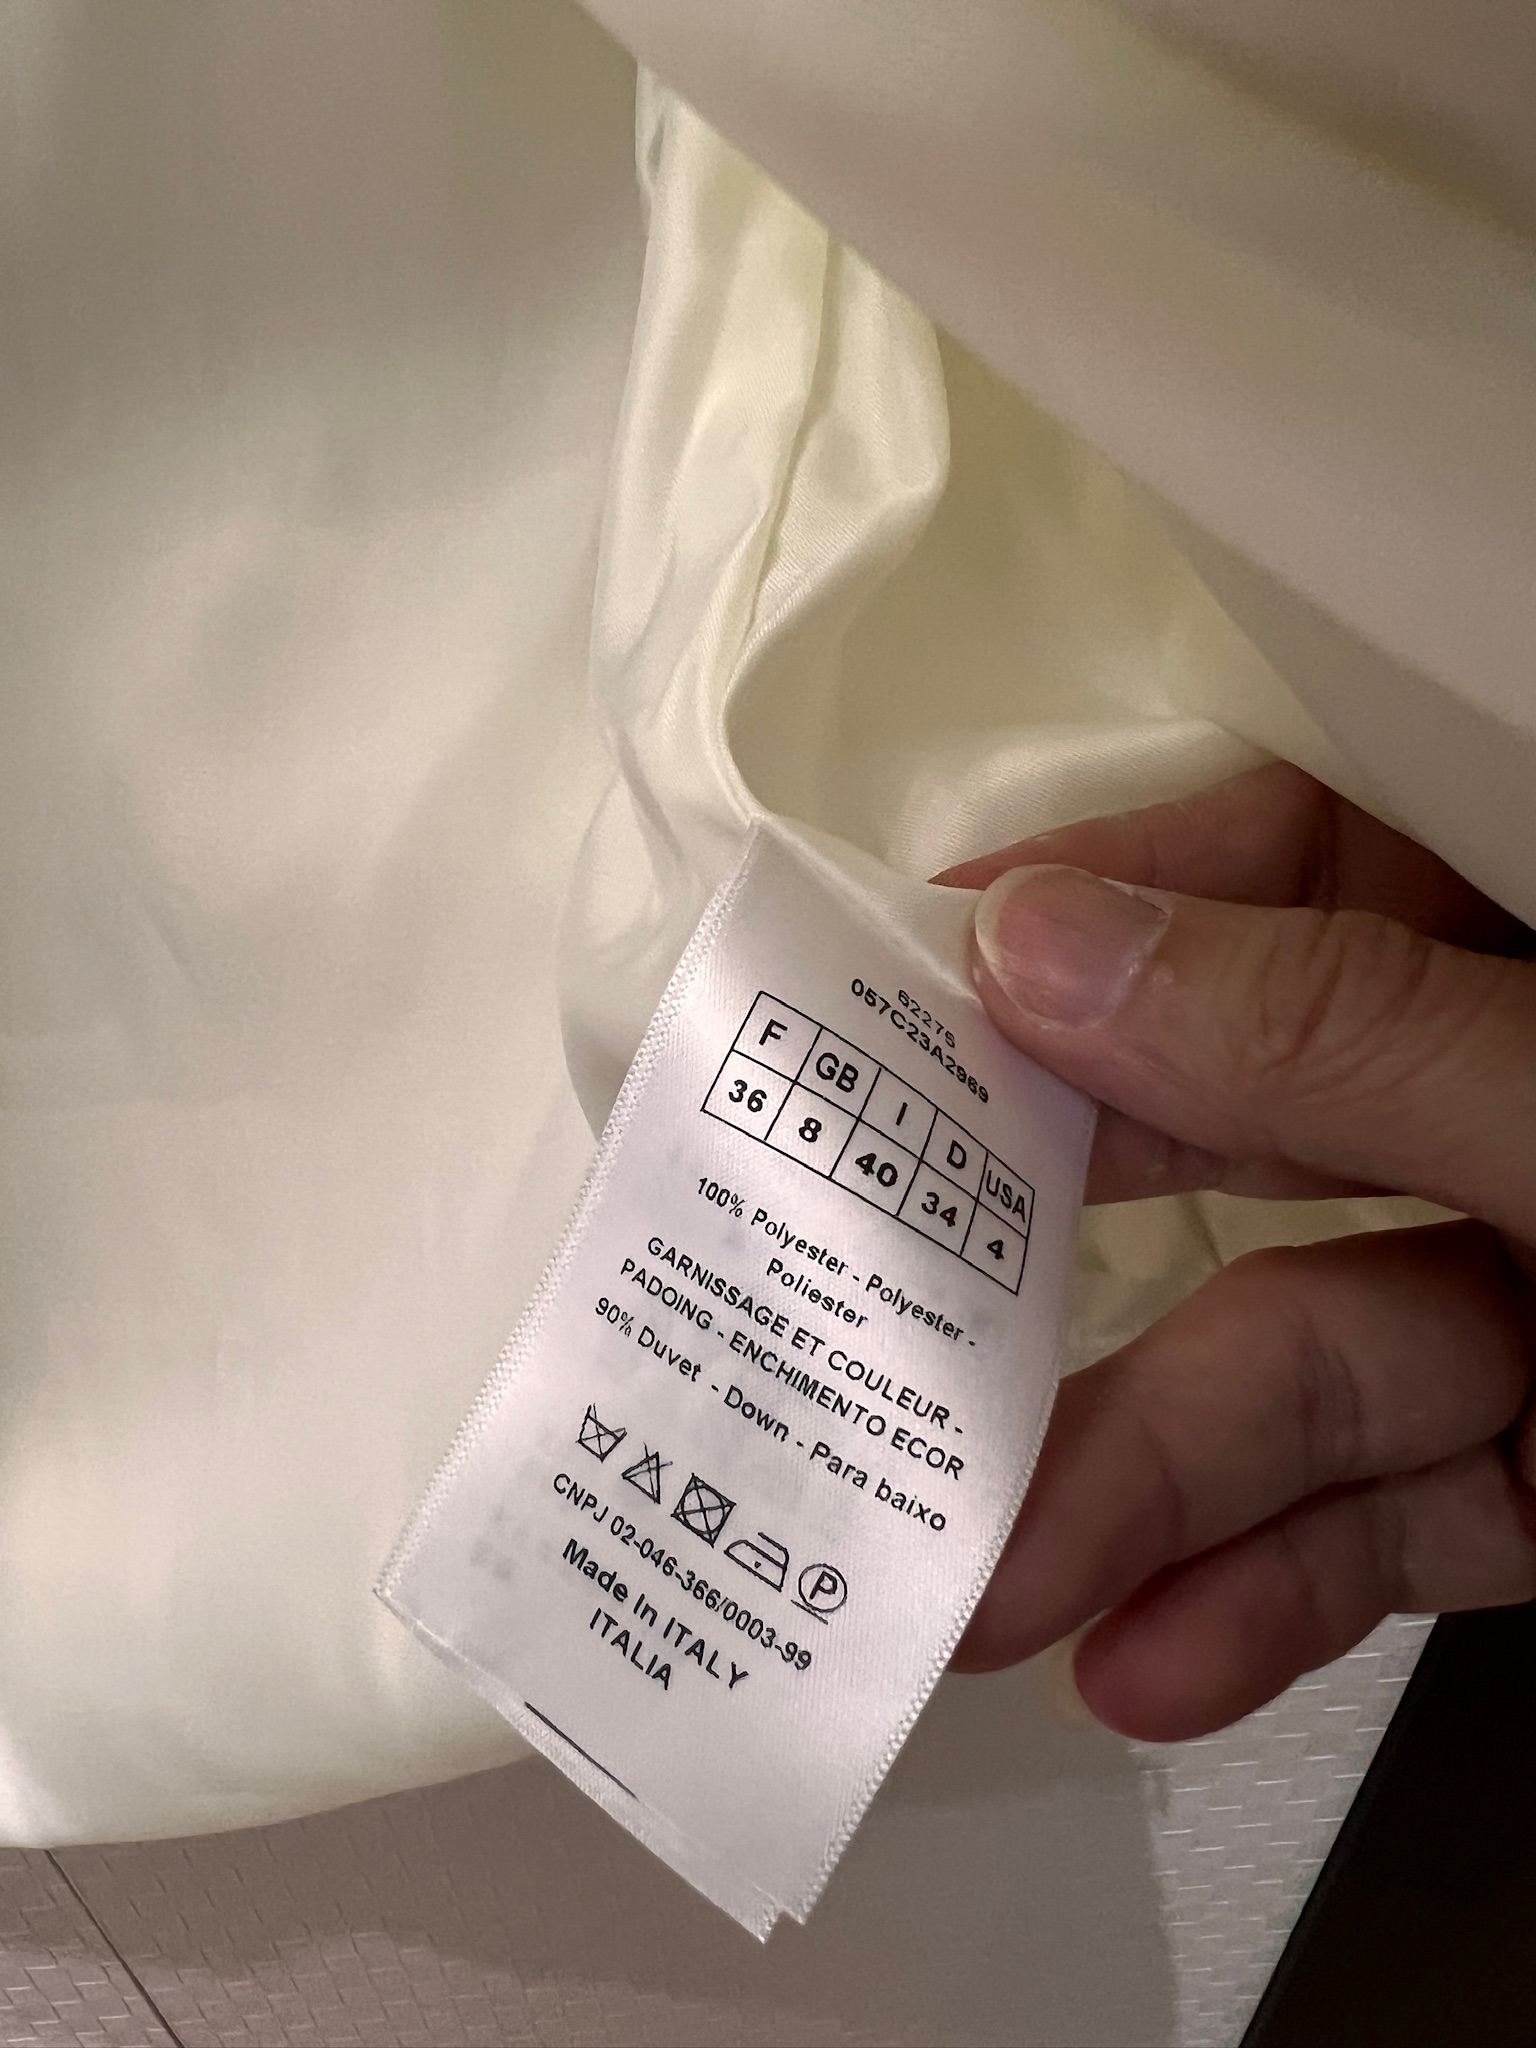 62276
057C23A2969
F GB I D USA
36 8 40 34 4
100% Polyester - Polyester -
Poliester
GARNISSAGE ET COULEUR -
PADOING - ENCHIMENTO ECOR
90% Duvet - Down - Para baixo
P
CNPJ 02-046-366/0003-99
Made in ITALY
ITALIA